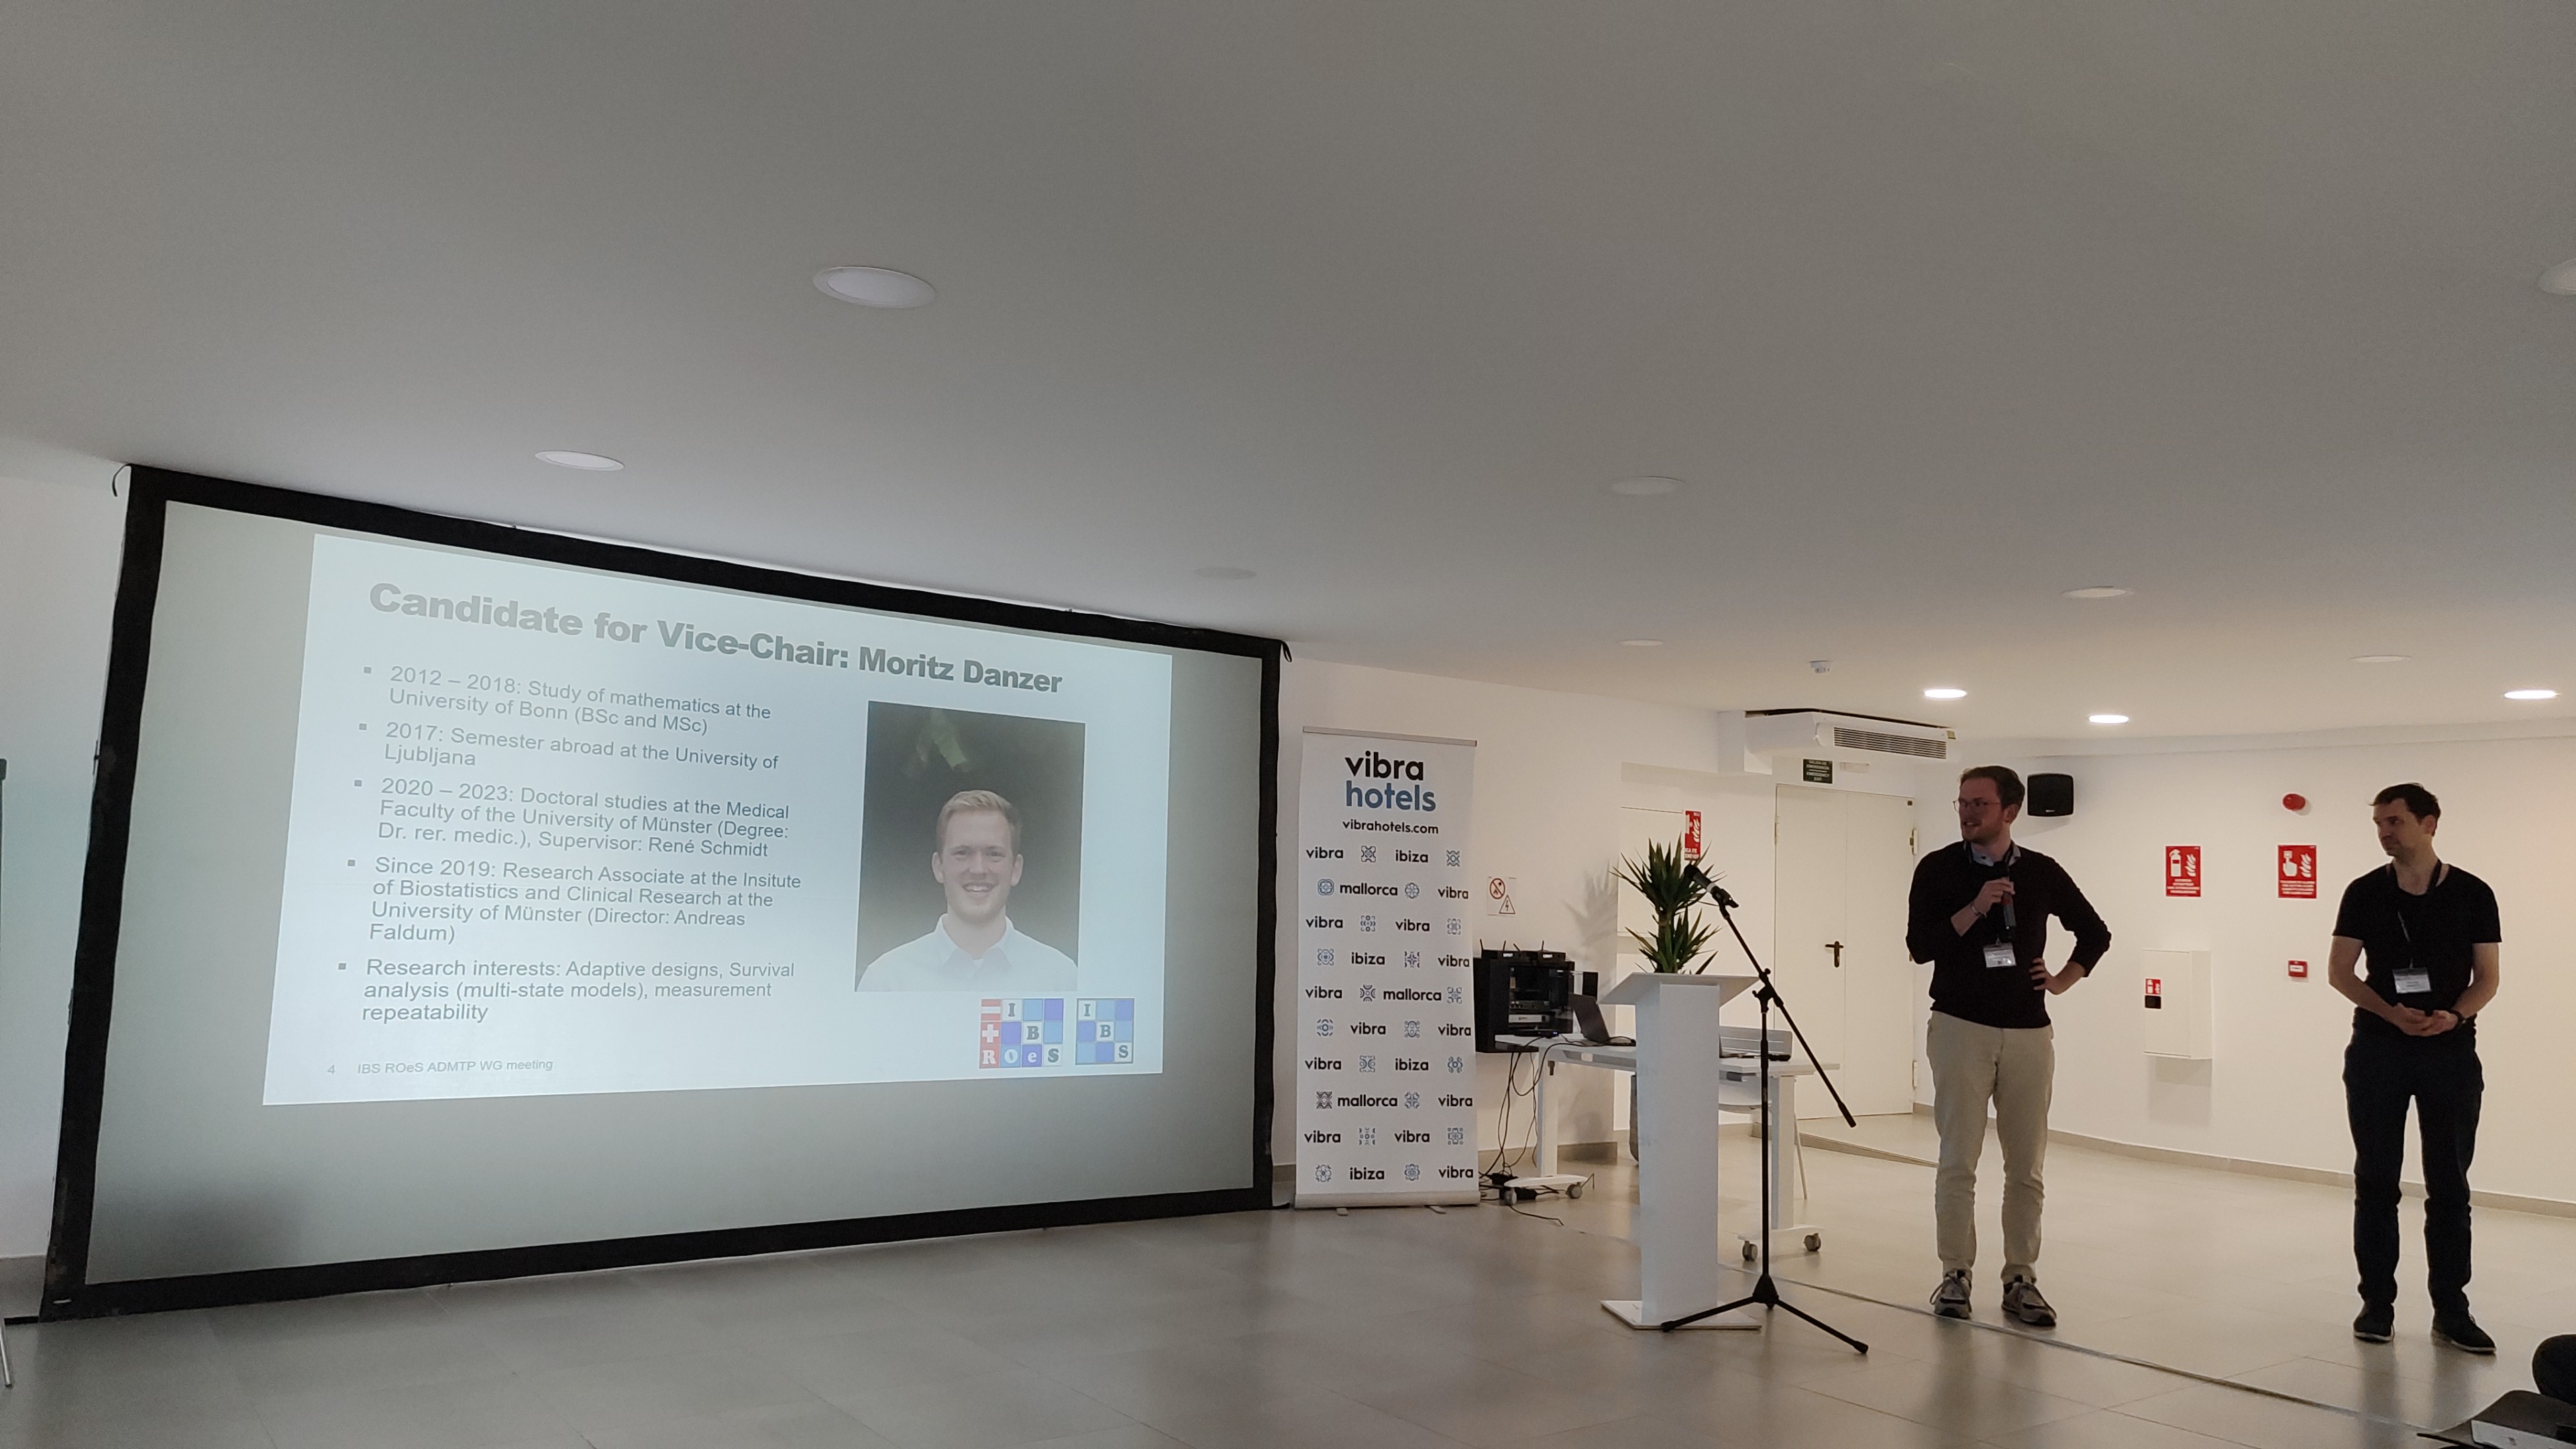 Candidate for Vice-Chair: Moritz Danzer
▪ 2012 – 2018: Study of mathematics at the
University of Bonn (BSc and MSc)
▪ 2017: Semester abroad at the University of
Ljubljana
▪ 2020 – 2023: Doctoral studies at the Medical
Faculty of the University of Münster (Degree:
Dr. rer. medic.), Supervisor: René Schmidt
▪ Since 2019: Research Associate at the Insitute
of Biostatistics and Clinical Research at the
University of Münster (Director: Andreas
Faldum)
▪ Research interests: Adaptive designs, Survival
analysis (multi-state models), measurement
repeatability
4 IBS ROeS ADMTP WG meeting
I
B
ROeS
I
B
S
vibra
hotels
vibrahotels.com
vibra ibiza
mallorca vibra
vibra vibra
ibiza vibra
vibra mallorca
vibra vibra
vibra ibiza
mallorca vibra
vibra vibra
ibiza vibra